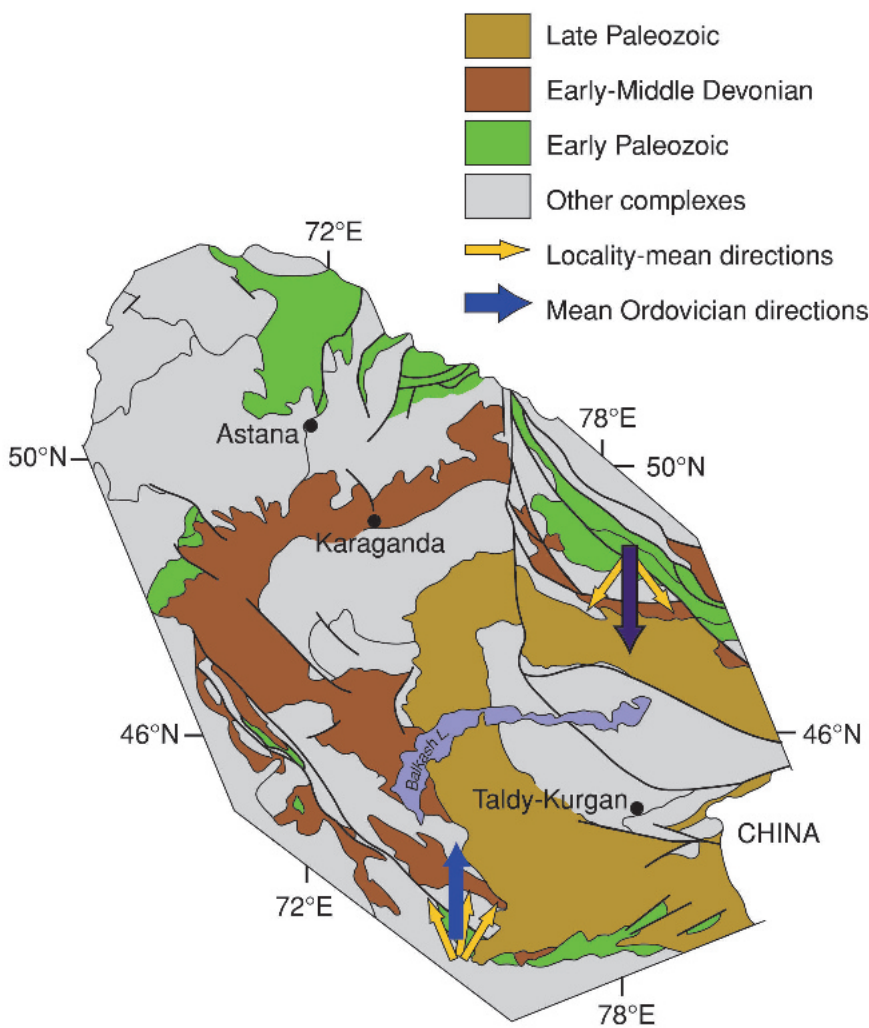 Late Paleozoic
Early-Middle Devonian
Early Paleozoic
Other complexes
Locality-mean directions
Mean Ordovician directions
72°E
78°E
Astana
50°N
50°N
Karaganda
46°N
46°N
Balkash L.
Taldy-Kurgan
CHINA
72°E
78°E